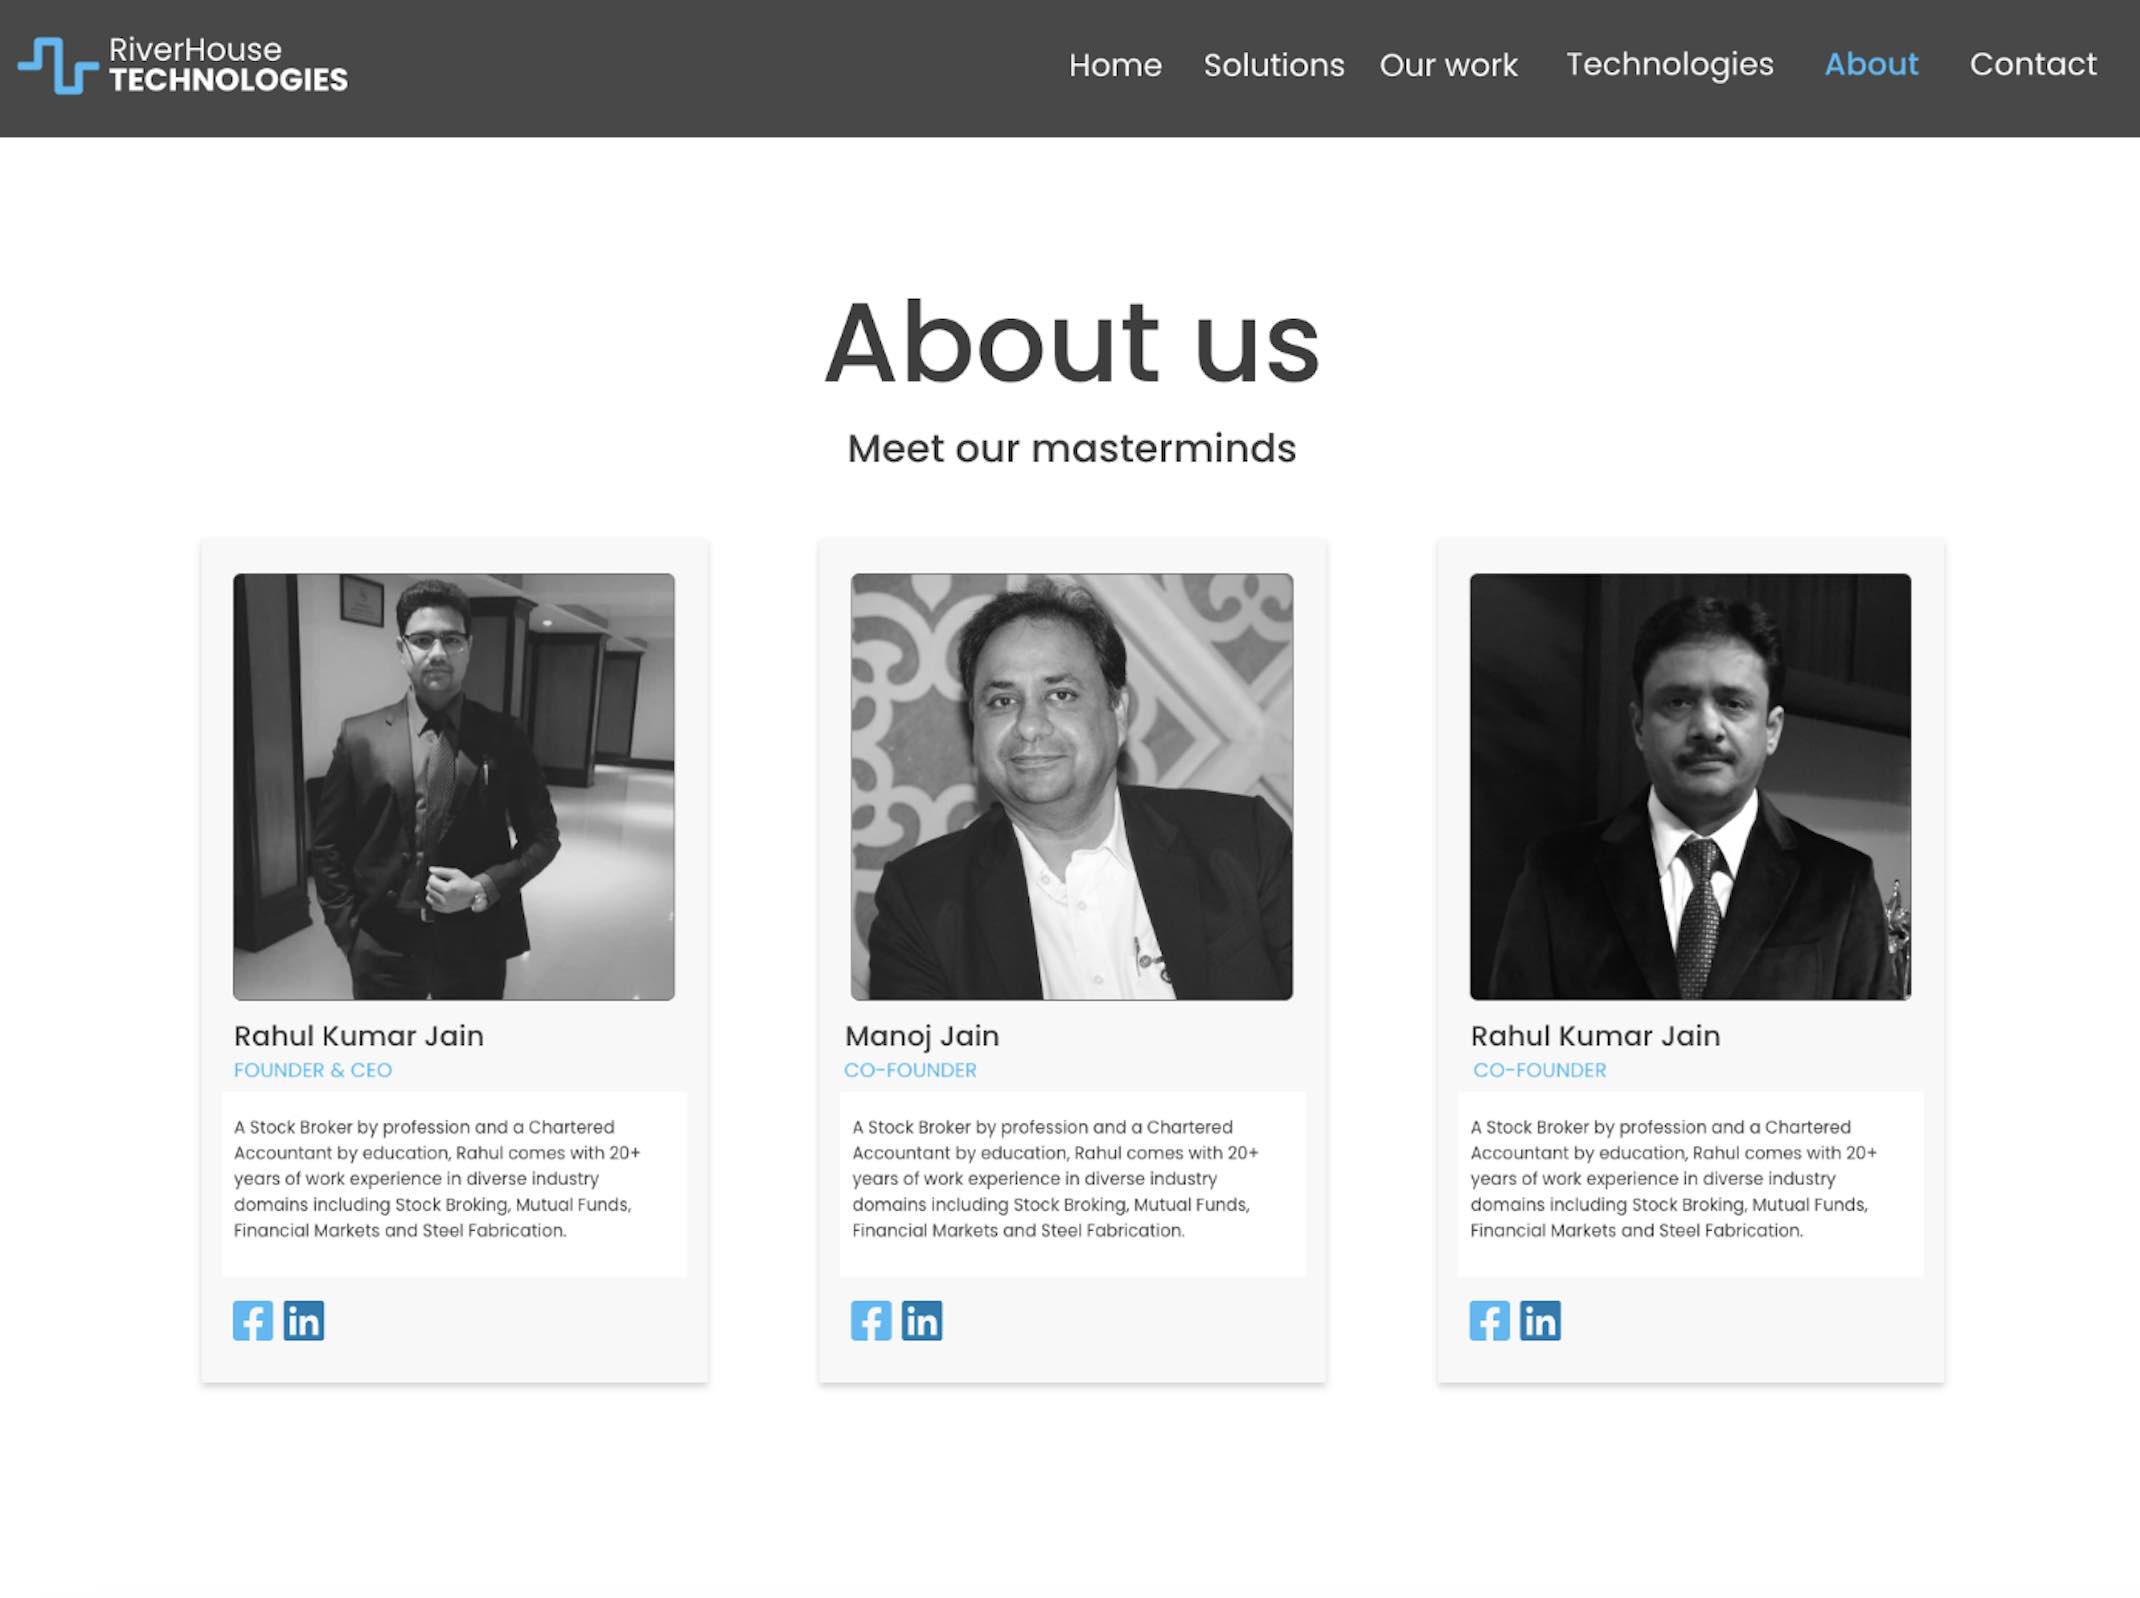 RiverHouse
TECHNOLOGIES
Home Solutions Our work Technologies About Contact
About us
Meet our masterminds
Rahul Kumar Jain
FOUNDER & CEO
A Stock Broker by profession and a Chartered
Accountant by education, Rahul comes with 20+
years of work experience in diverse industry
domains including Stock Broking, Mutual Funds,
Financial Markets and Steel Fabrication.
in
Manoj Jain
CO-FOUNDER
A Stock Broker by profession and a Chartered
Accountant by education, Rahul comes with 20+
years of work experience in diverse industry
domains including Stock Broking, Mutual Funds,
Financial Markets and Steel Fabrication.
in
Rahul Kumar Jain
CO-FOUNDER
A Stock Broker by profession and a Chartered
Accountant by education, Rahul comes with 20+
years of work experience in diverse industry
domains including Stock Broking, Mutual Funds,
Financial Markets and Steel Fabrication.
in